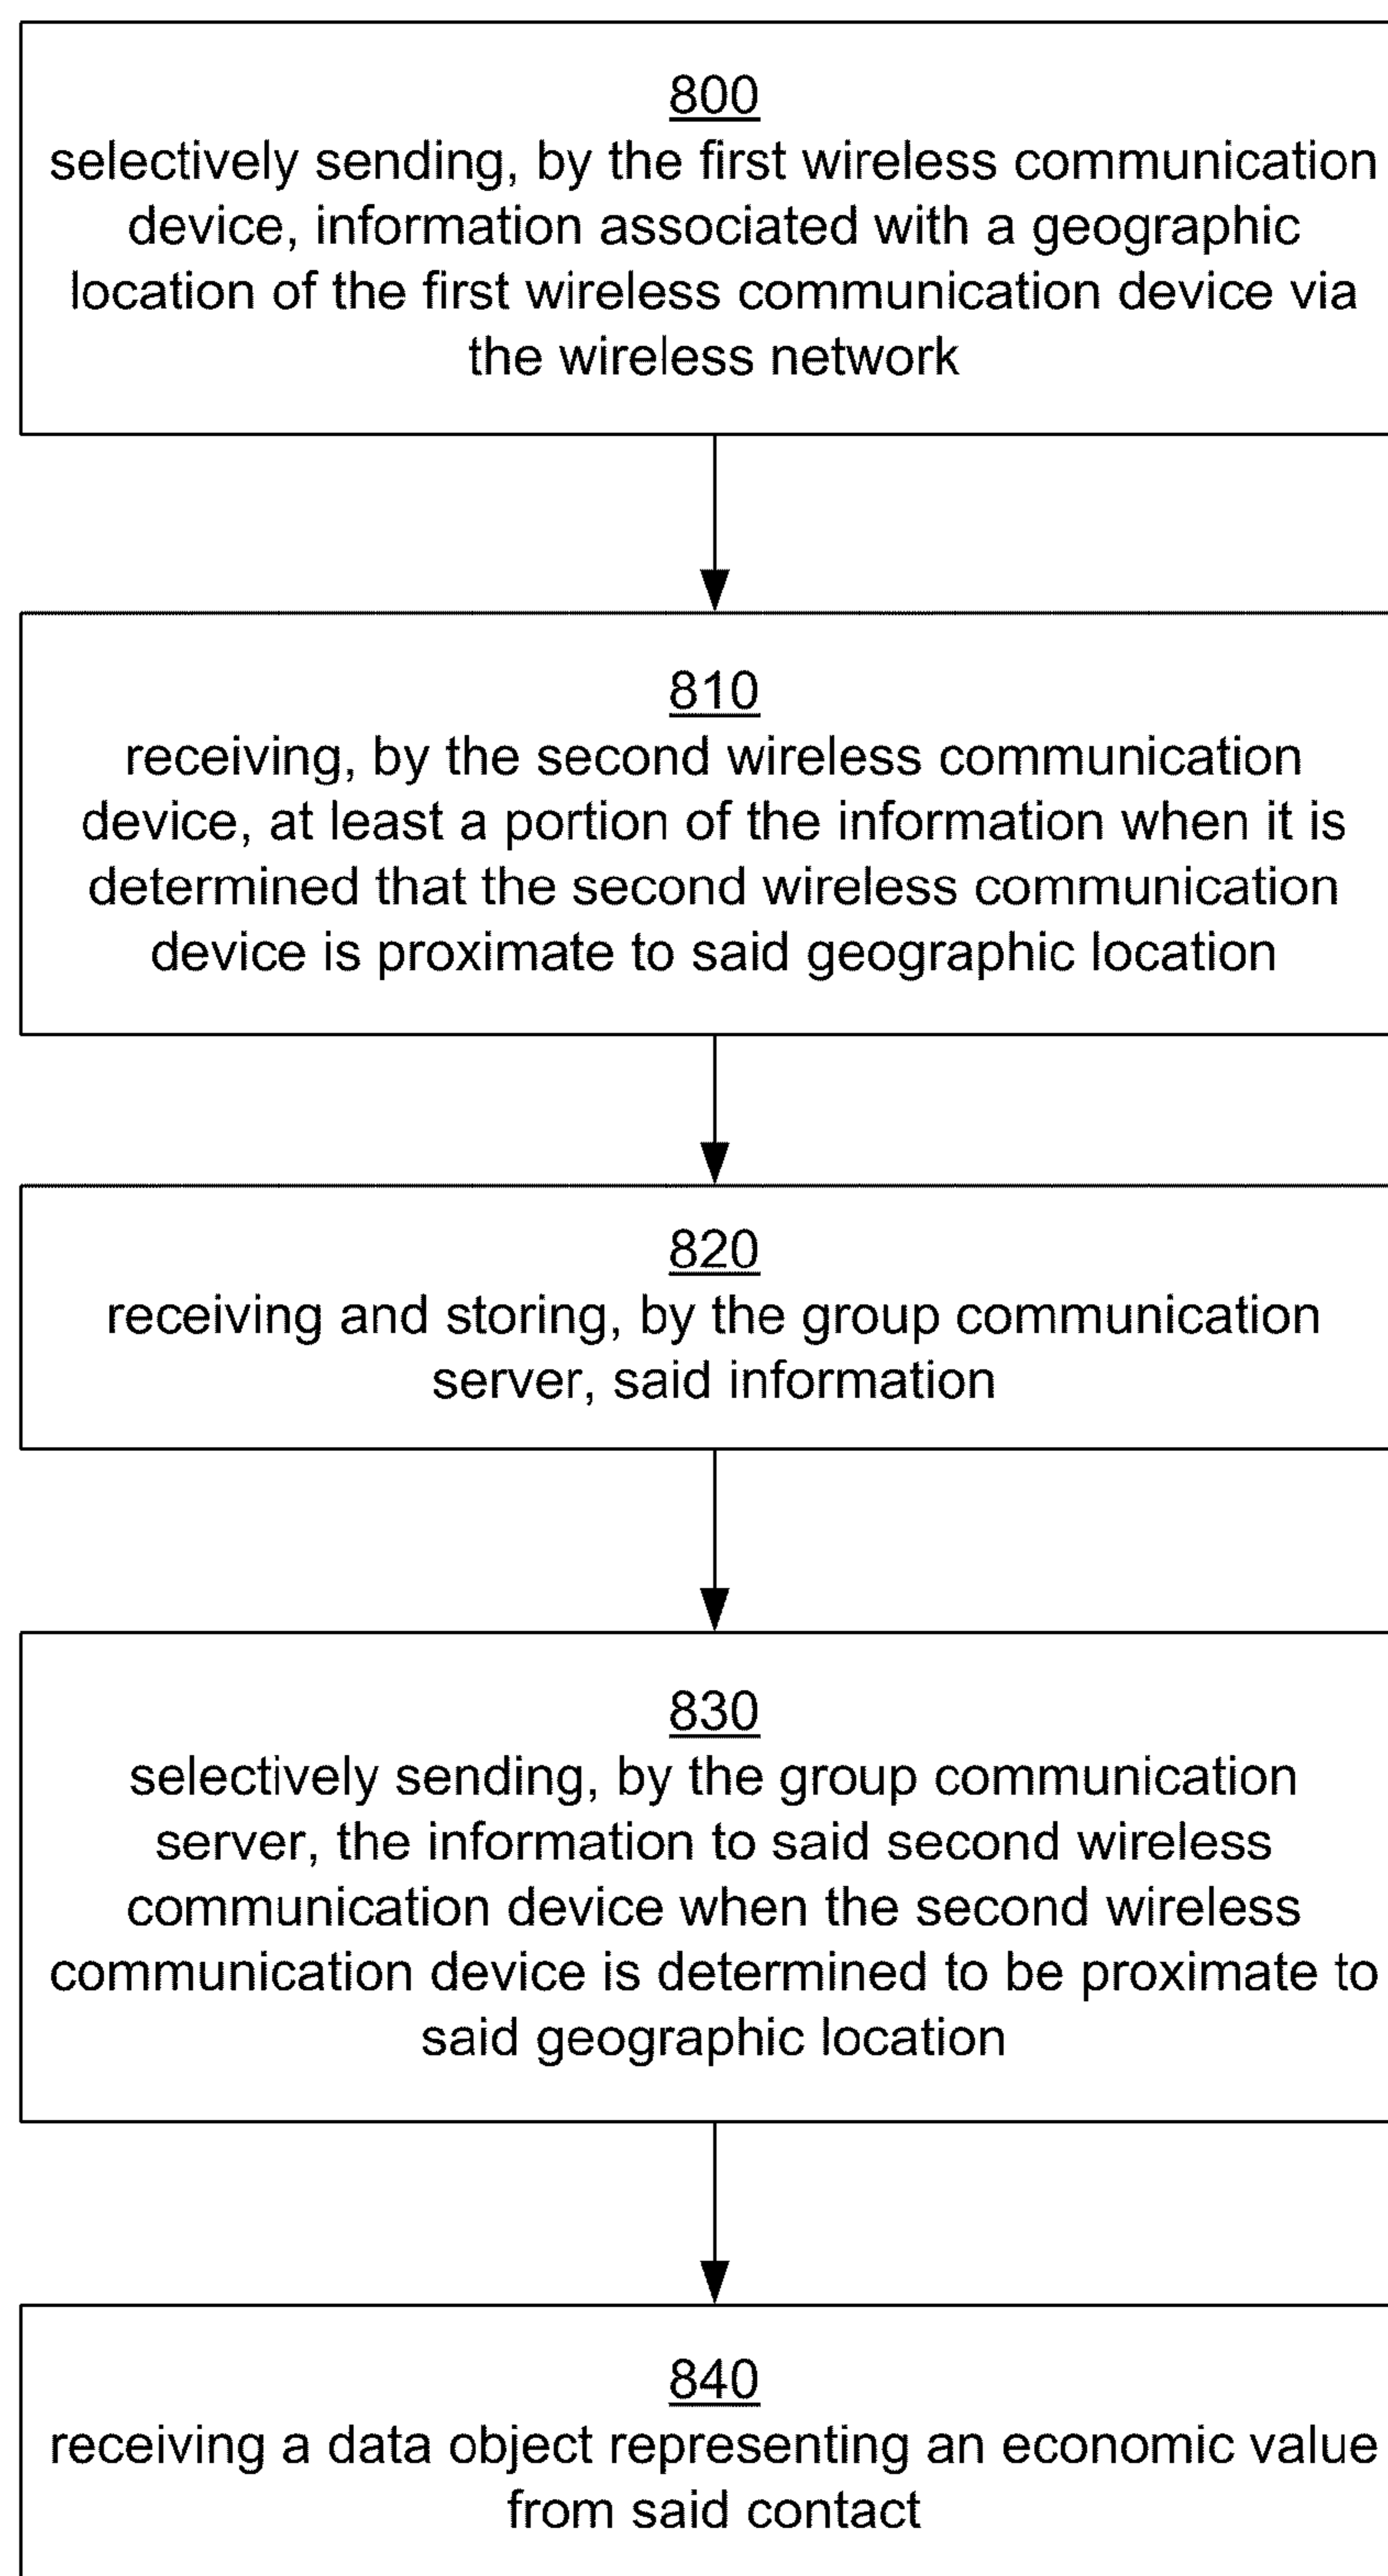 800
selectively sending, by the first wireless communication
device, information associated with a geographic
location of the first wireless communication device via
the wireless network
810
receiving, by the second wireless communication
device, at least a portion of the information when it is
determined that the second wireless communication
device is proximate to said geographic location
820
receiving and storing, by the group communication
server, said information
830
selectively sending, by the group communication
server, the information to said second wireless
communication device when the second wireless
communication device is determined to be proximate to
said geographic location
840
receiving a data object representing an economic value
from said contact